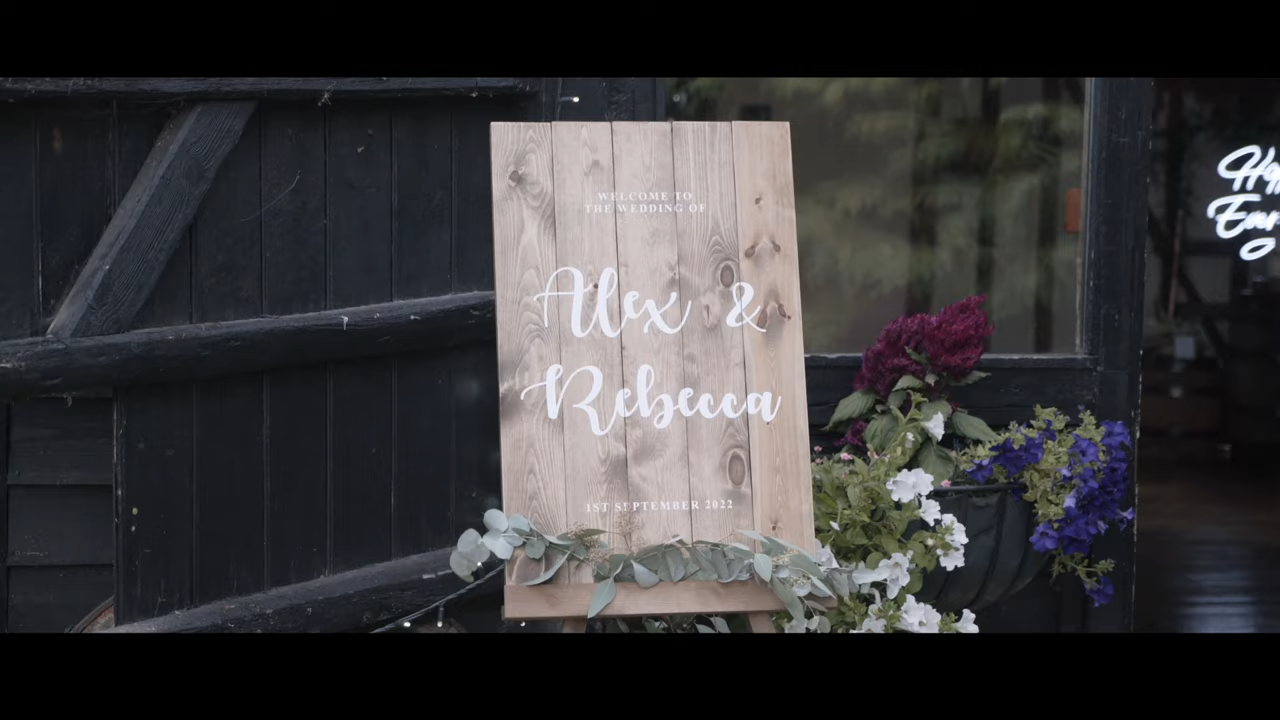 WELCOME TO
THE WEDDING OF
Alex &
Rebecca
1ST SEPTEMBER 2022